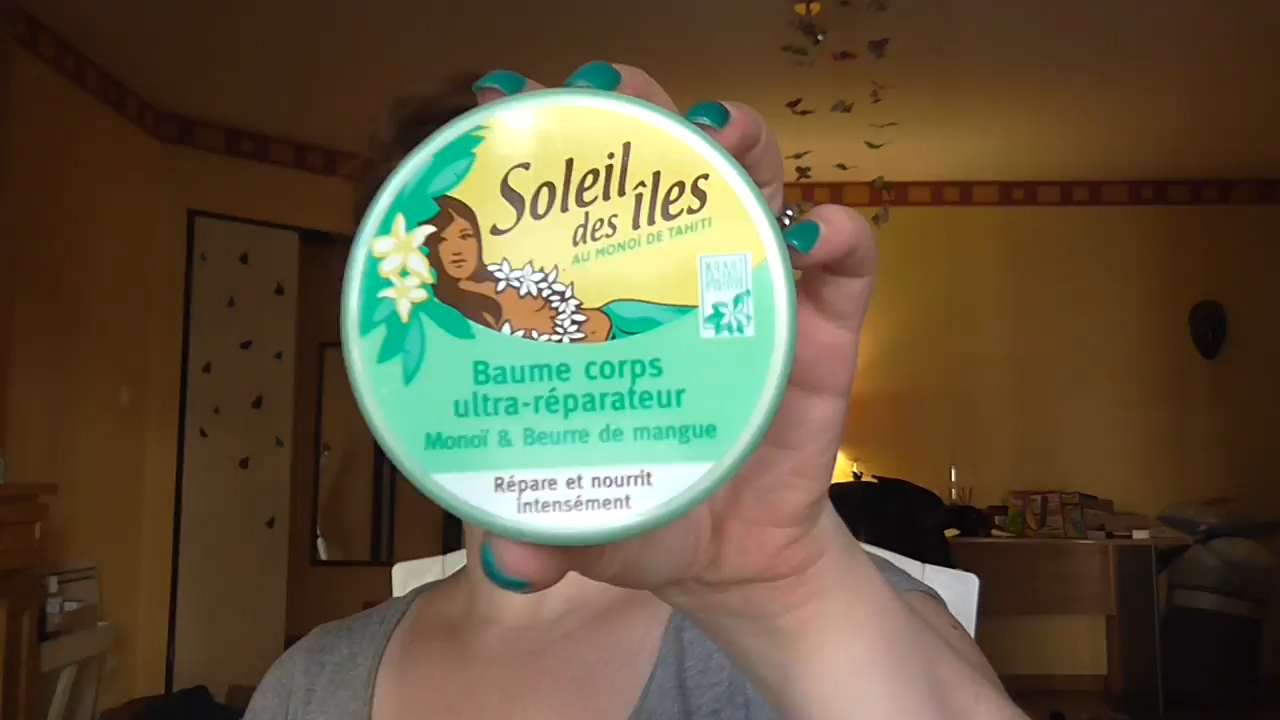 Soleil
des îles
AU MONOÏ DE TAHITI
MONOÏ
Baume corps
ultra-réparateur
Monoï & Beurre de mangue
Répare et nourrit
intensément